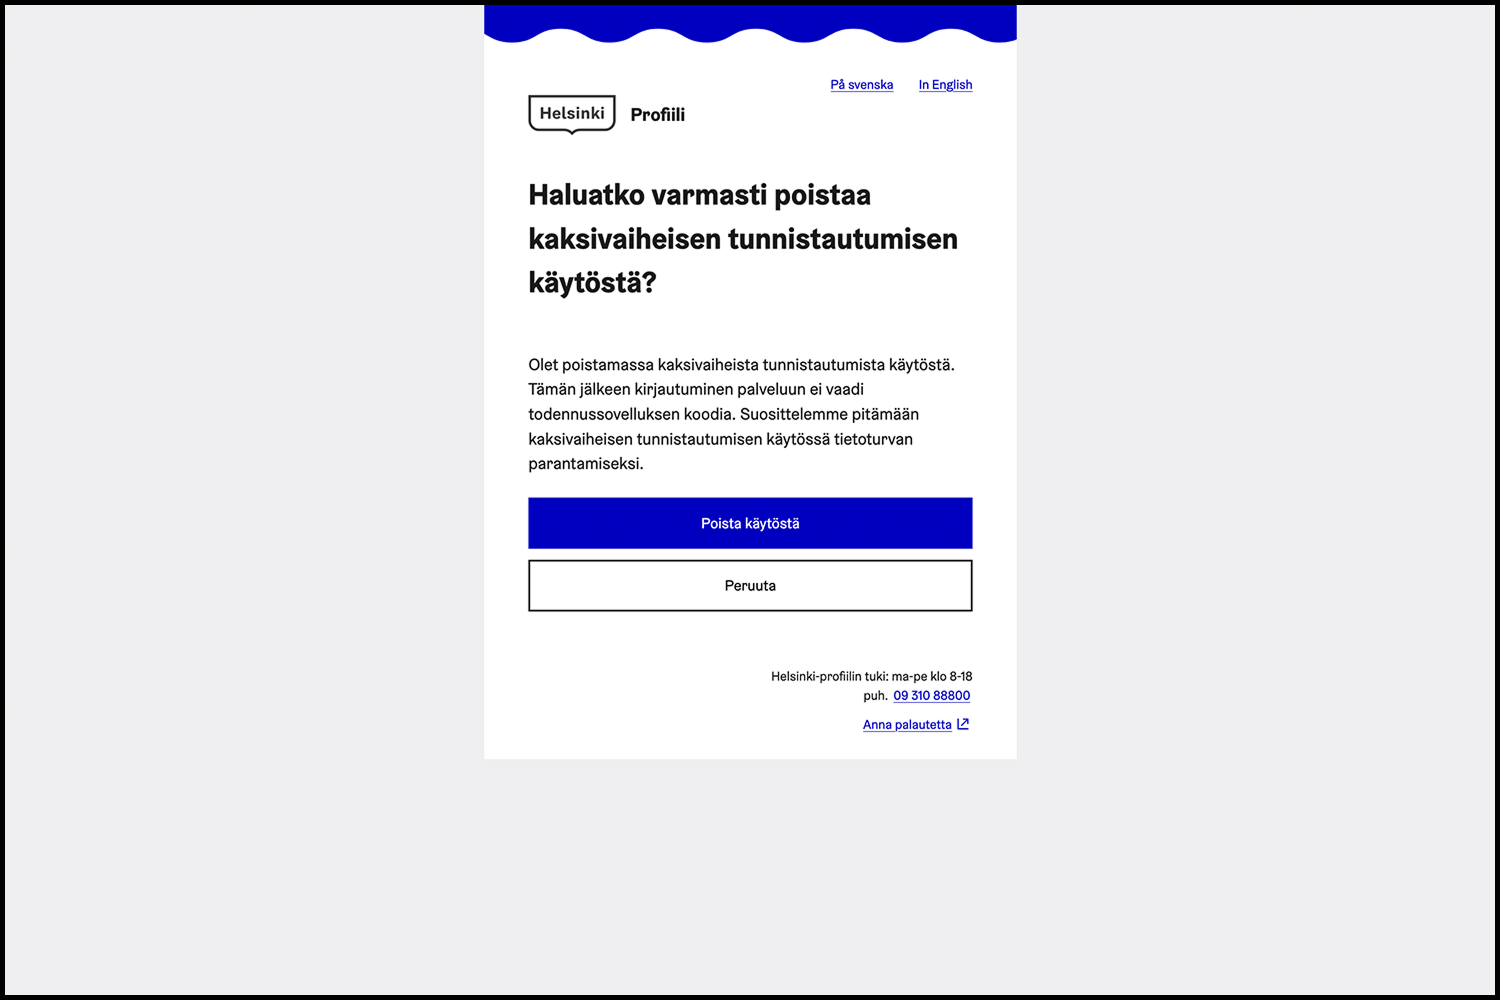 På svenska In English
Helsinki Profiili
Haluatko varmasti poistaa
kaksivaiheisen tunnistautumisen
käytöstä?
Olet poistamassa kaksivaiheista tunnistautumista käytöstä.
Tämän jälkeen kirjautuminen palveluun ei vaadi
todennussovelluksen koodia. Suosittelemme pitämään
kaksivaiheisen tunnistautumisen käytössä tietoturvan
parantamiseksi.
Poista käytöstä
Peruuta
Helsinki-profiilin tuki: ma-pe klo 8-18
puh. 09 310 88800
Anna palautetta